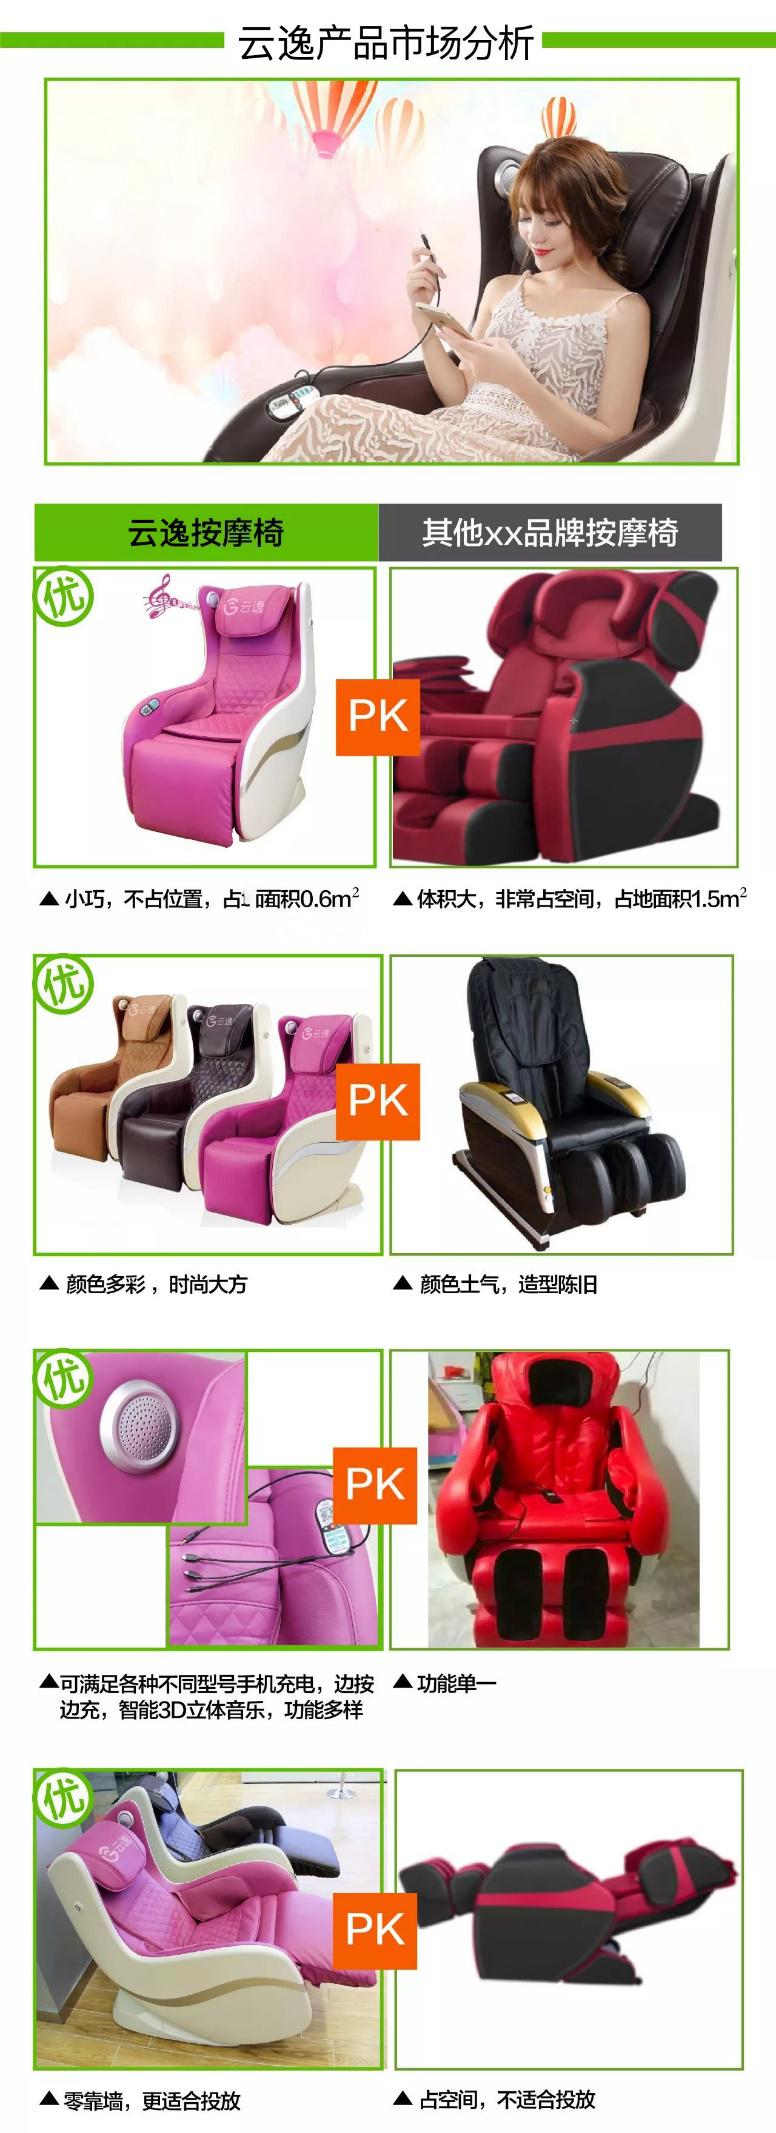 云逸产品市场分析
云逸按摩椅
其他xx品牌按摩椅
优
云逸
PK
▲ 小巧，不占位置，占 面积0.6m²
▲ 体积大，非常占空间，占地面积1.5m²
优
云逸
云逸
PK
▲ 颜色多彩，时尚大方
▲ 颜色土气，造型陈旧
优
PK
▲可满足各种不同型号手机充电，边按
边充，智能3D立体音乐，功能多样
▲ 功能单一
优
云逸
PK
▲ 零靠墙，更适合投放
▲ 占空间，不适合投放